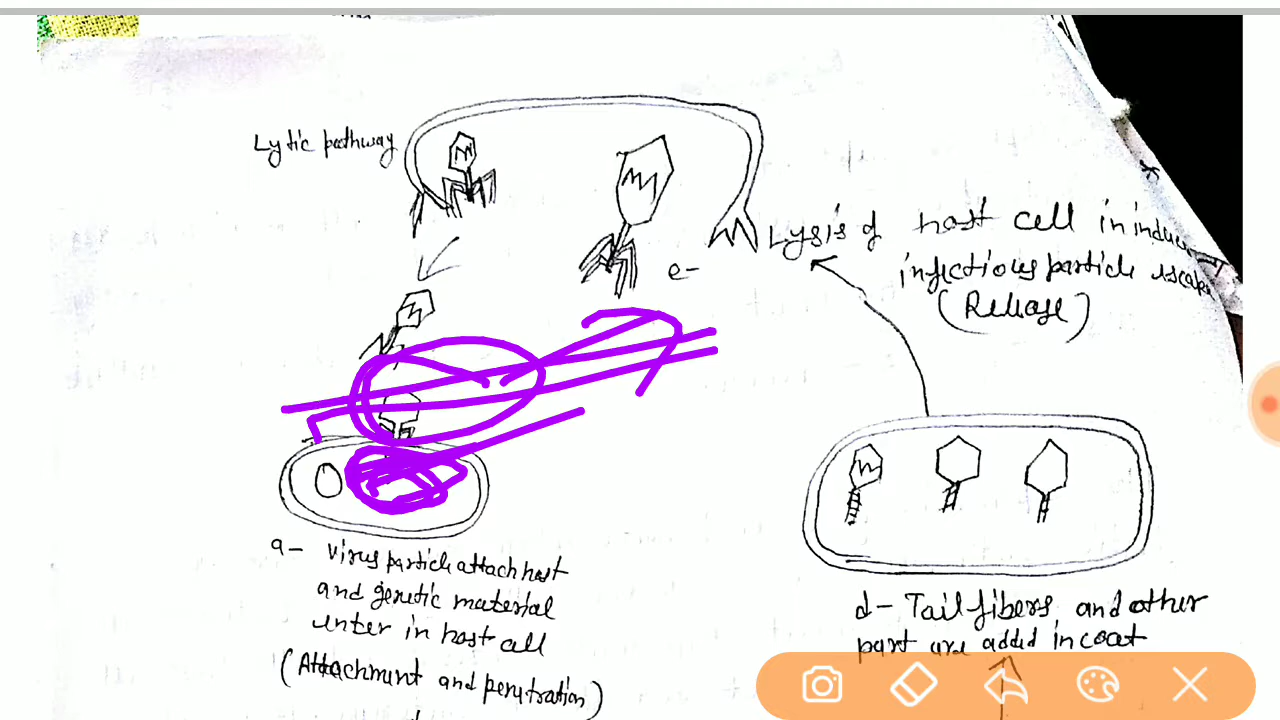 Lytic pathway
e-
Lysis of host cell in
infectious particle
(Release)
a- Virus particle attach host
and genetic material
enter in host cell
(Attachment and penetration)
d- Tail fibers and other
part are added in coat